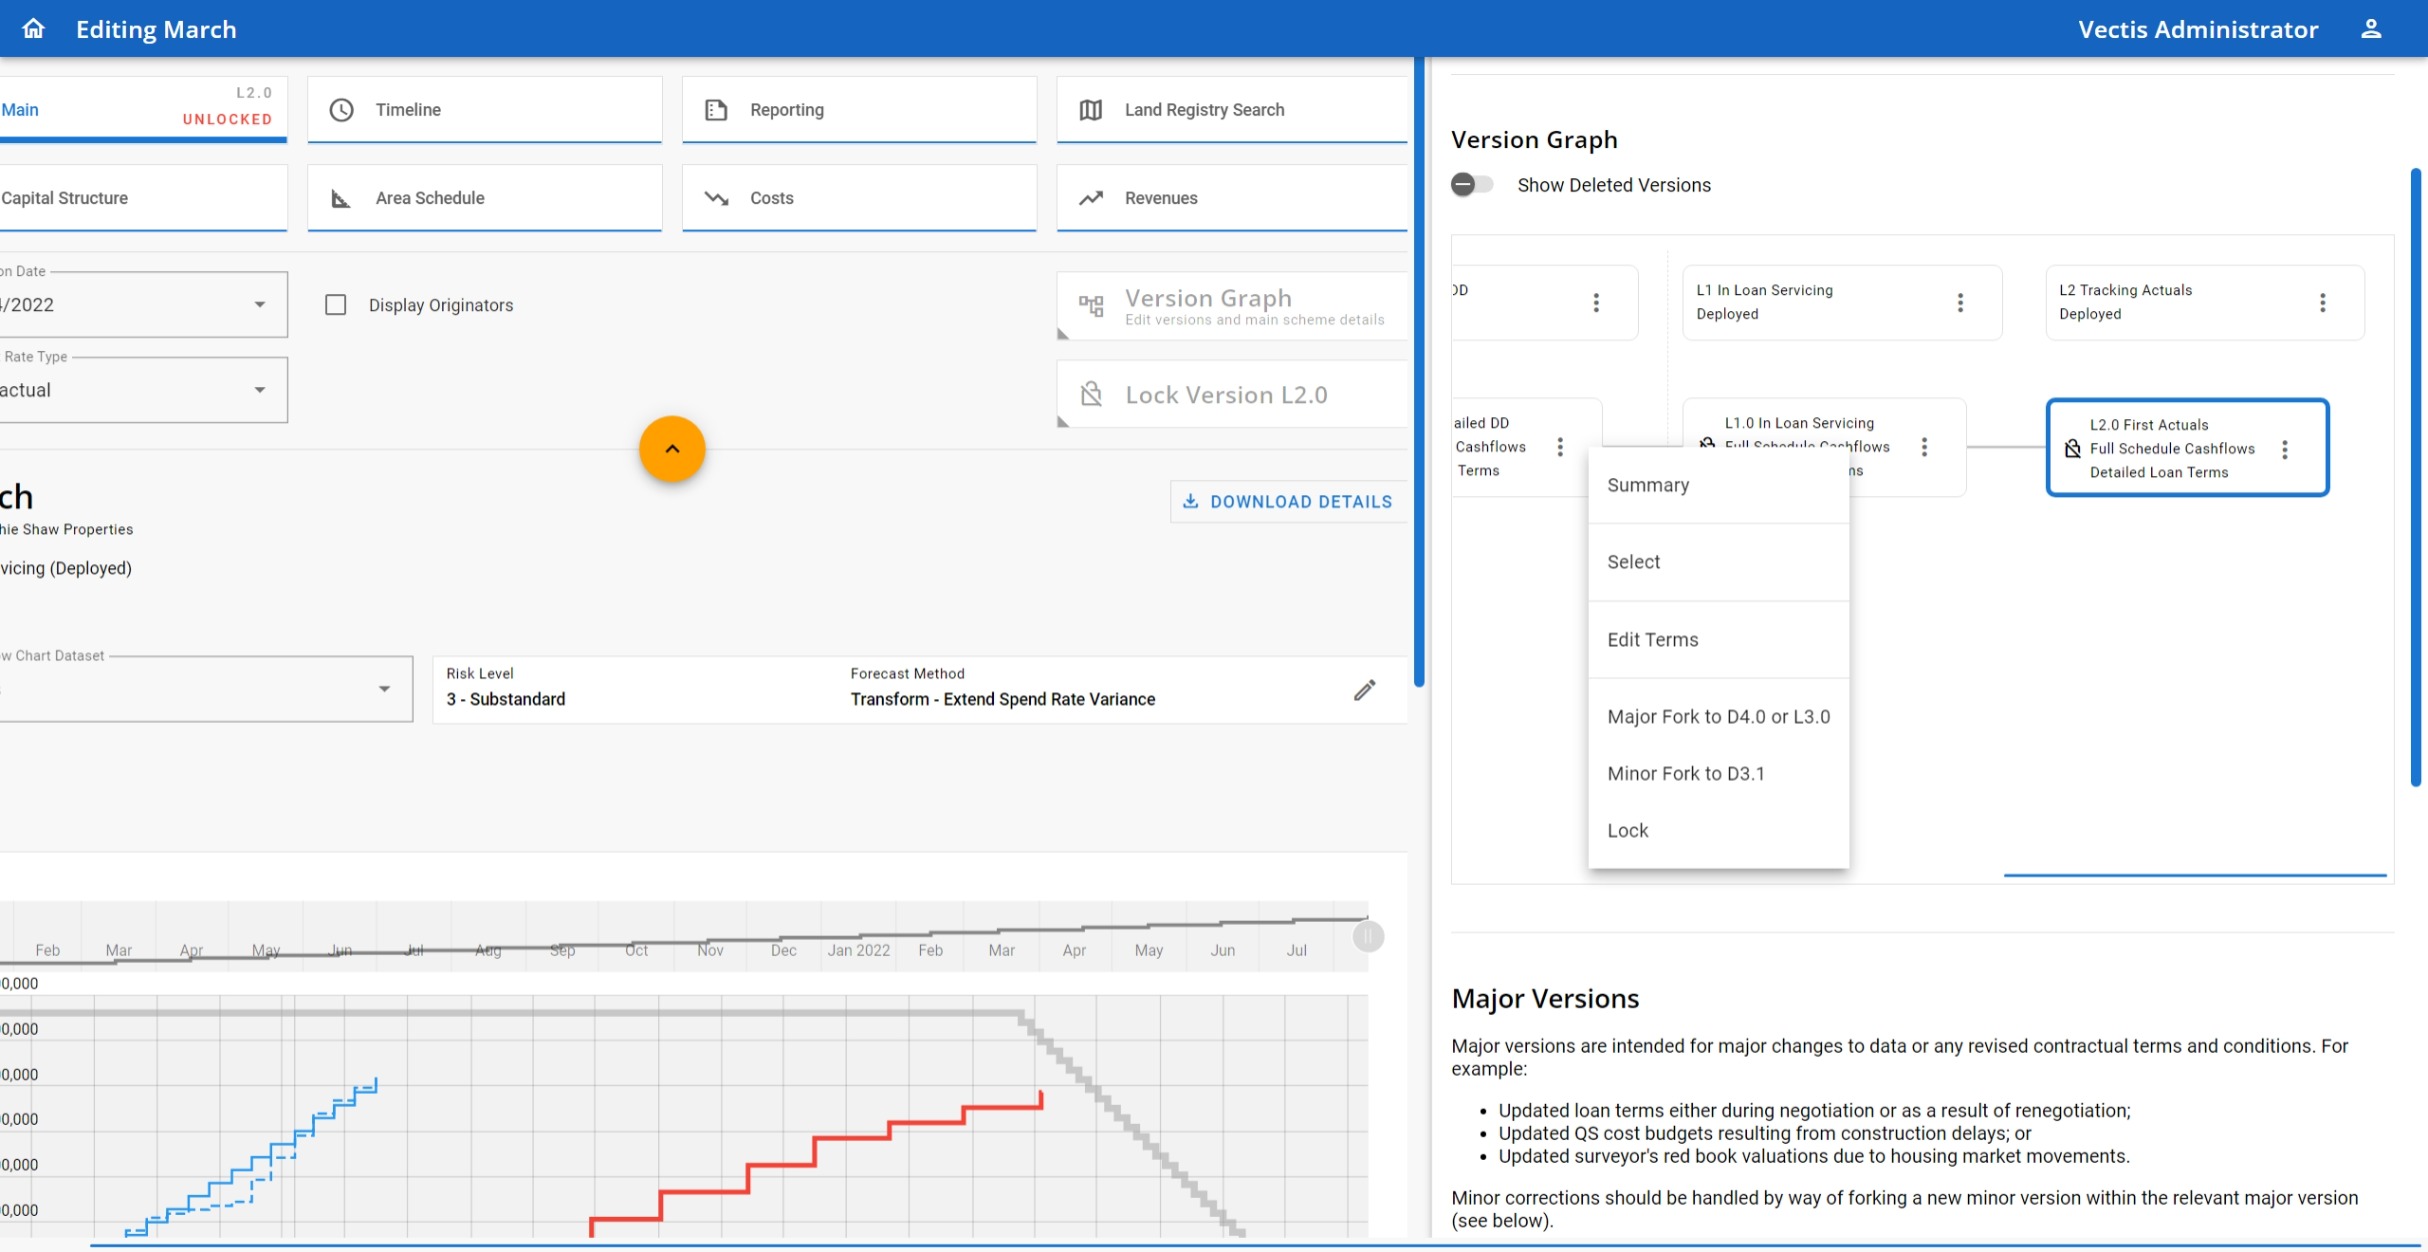 Editing March
Vectis Administrator
Main
L2.0
UNLOCKED
Timeline
Reporting
Land Registry Search
Capital Structure
Area Schedule
Costs
Revenues
on Date
/2022
Display Originators
Version Graph
Edit versions and main scheme details
Rate Type
actual
Lock Version L2.0
ch
DOWNLOAD DETAILS
hie Shaw Properties
vicing (Deployed)
w Chart Dataset
Risk Level
3 - Substandard
Forecast Method
Transform - Extend Spend Rate Variance
Feb
Mar
Apr
May
Jun
Jul
Aug
Sep
Oct
Nov
Dec
Jan 2022
Feb
Mar
Apr
May
Jun
Jul
0,000
0,000
0,000
0,000
0,000
0,000
Version Graph
Show Deleted Versions
DD
L1 In Loan Servicing
Deployed
L2 Tracking Actuals
Deployed
ailed DD
Cashflows
Terms
L1.0 In Loan Servicing
Full Schedule Cashflows
ms
L2.0 First Actuals
Full Schedule Cashflows
Detailed Loan Terms
Summary
Select
Edit Terms
Major Fork to D4.0 or L3.0
Minor Fork to D3.1
Lock
Major Versions
Major versions are intended for major changes to data or any revised contractual terms and conditions. For
example:
• Updated loan terms either during negotiation or as a result of renegotiation;
• Updated QS cost budgets resulting from construction delays; or
• Updated surveyor's red book valuations due to housing market movements.
Minor corrections should be handled by way of forking a new minor version within the relevant major version
(see below).